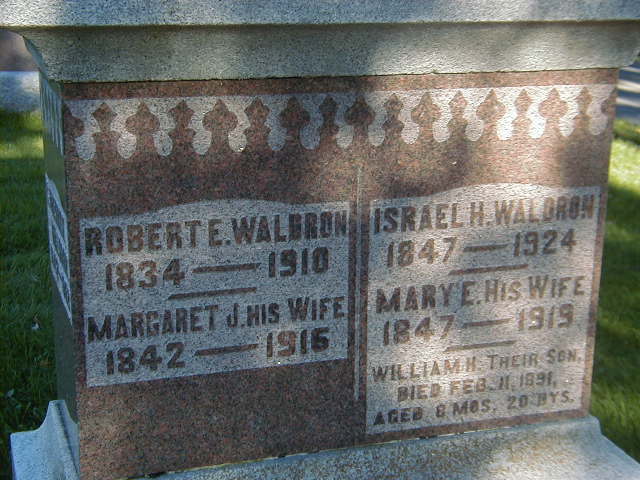 ROBERT E. WALDRON
1834 — 1910
MARGARET J. HIS WIFE
1842 — 1916
ISRAEL H. WALDRON
1847 — 1924
MARY E. HIS WIFE
1847 — 1919
WILLIAM H. THEIR SON,
DIED FEB. 11, 1891,
AGED 8 MOS. 20 DYS.